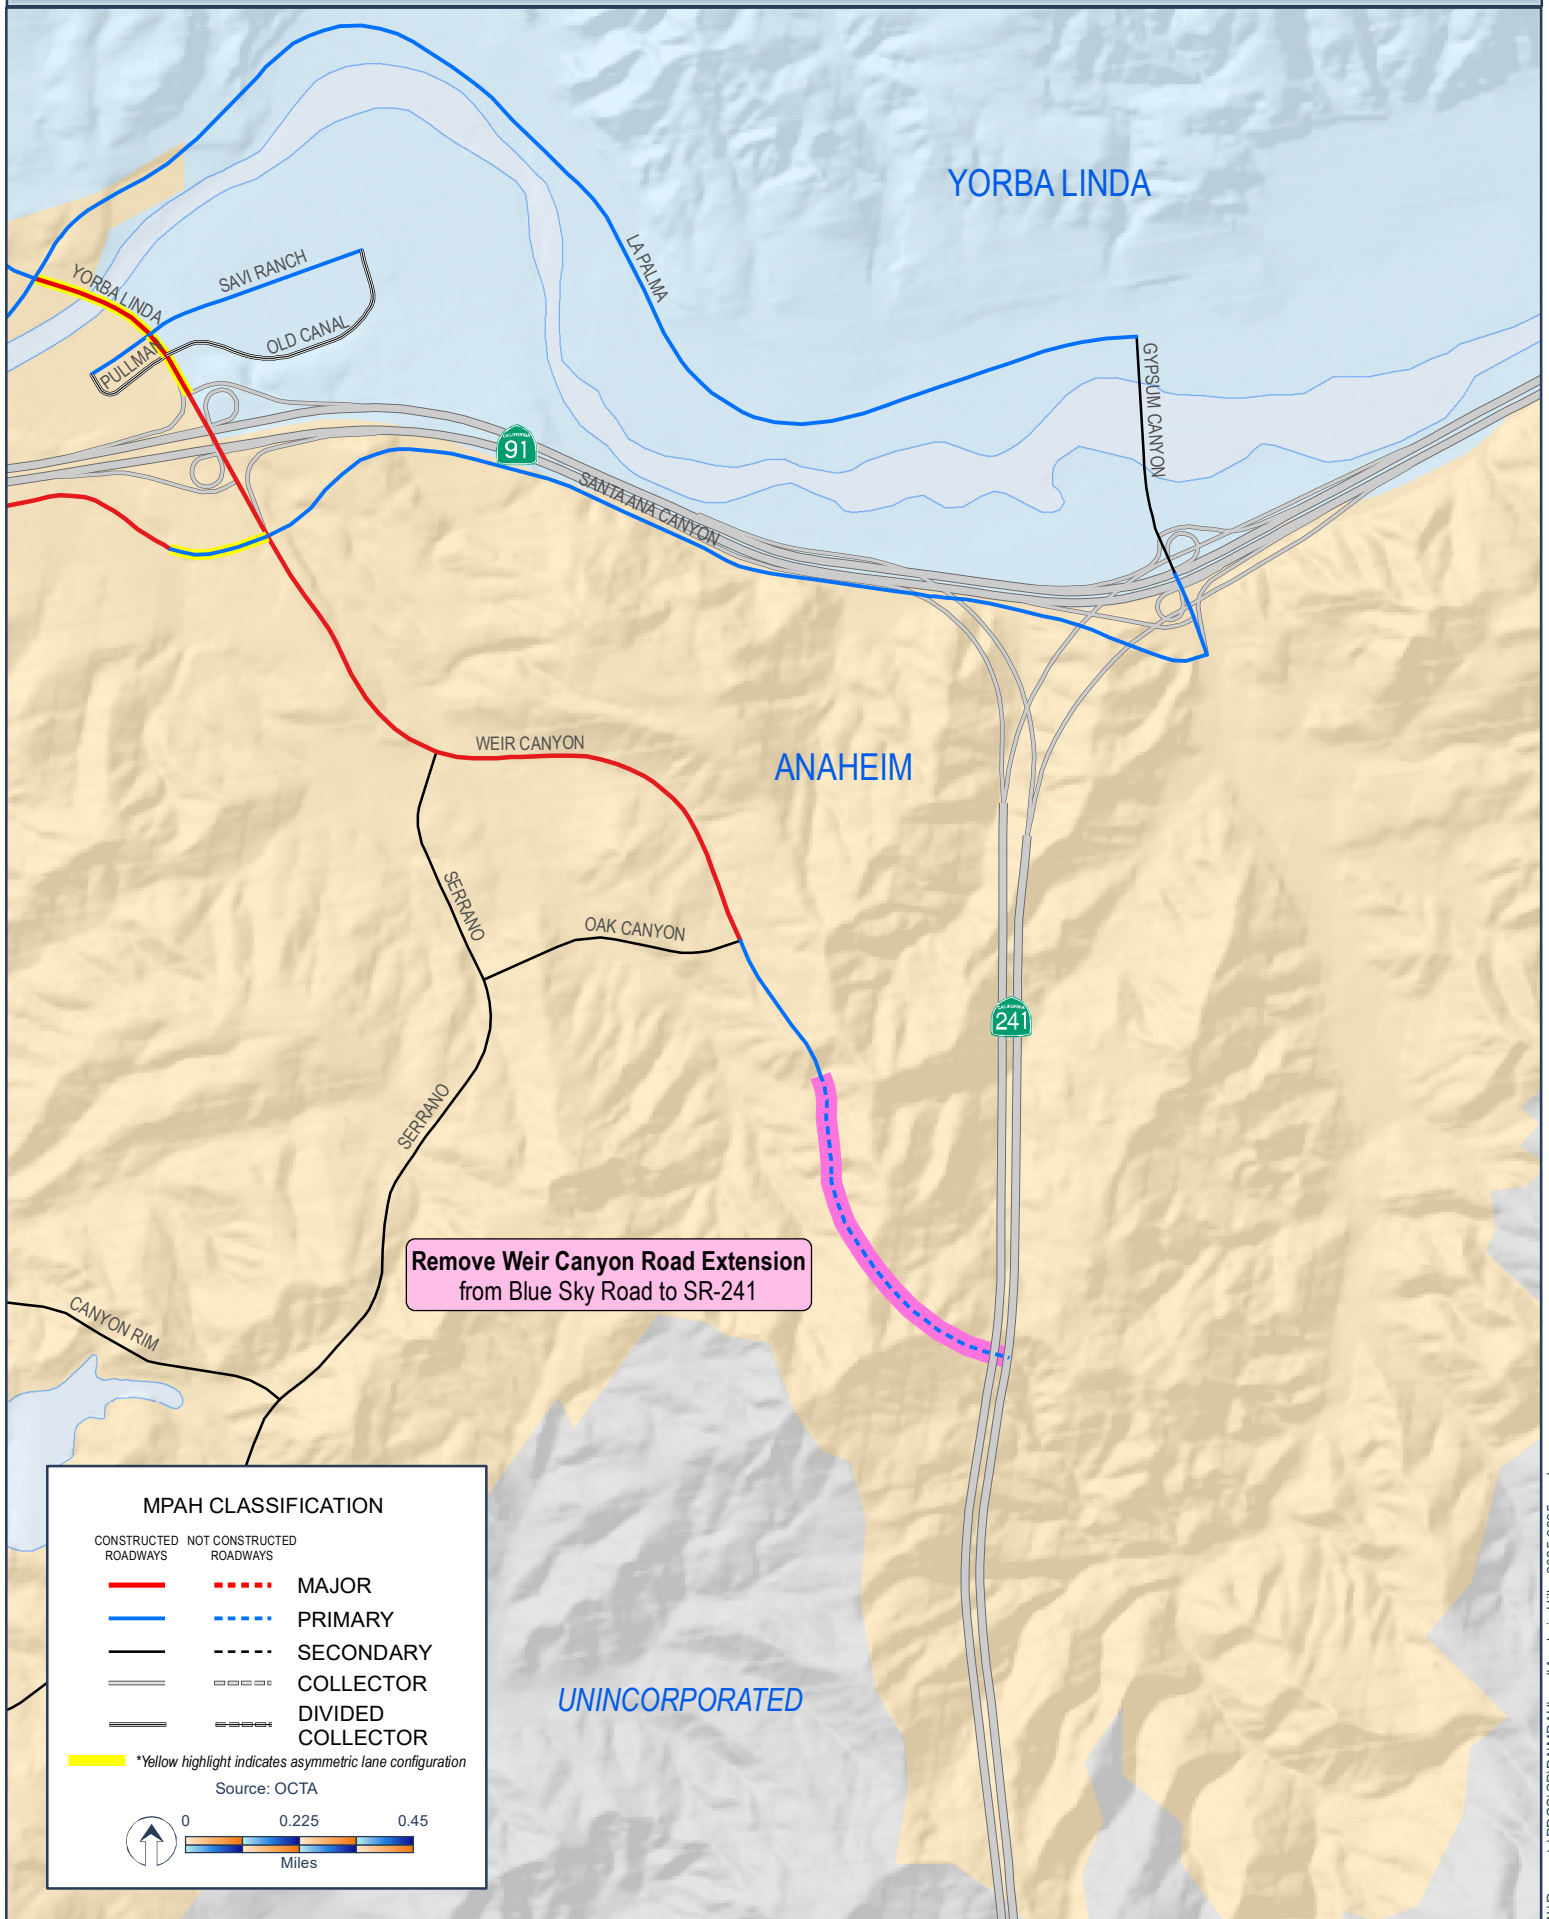 YORBA LINDA
LA PALMA
YORBA LINDA
SAVI RANCH
OLD CANAL
PULLMAN
GYPSUM CANYON
CALIFORNIA
91
SANTA ANA CANYON
WEIR CANYON
ANAHEIM
SERRANO
OAK CANYON
CALIFORNIA
241
SERRANO
Remove Weir Canyon Road Extension
from Blue Sky Road to SR-241
CANYON RIM
UNINCORPORATED
MPAH CLASSIFICATION
CONSTRUCTED ROADWAYS
NOT CONSTRUCTED ROADWAYS
MAJOR
PRIMARY
SECONDARY
COLLECTOR
DIVIDED
COLLECTOR
*Yellow highlight indicates asymmetric lane configuration
Source: OCTA
0 0.225 0.45
Miles